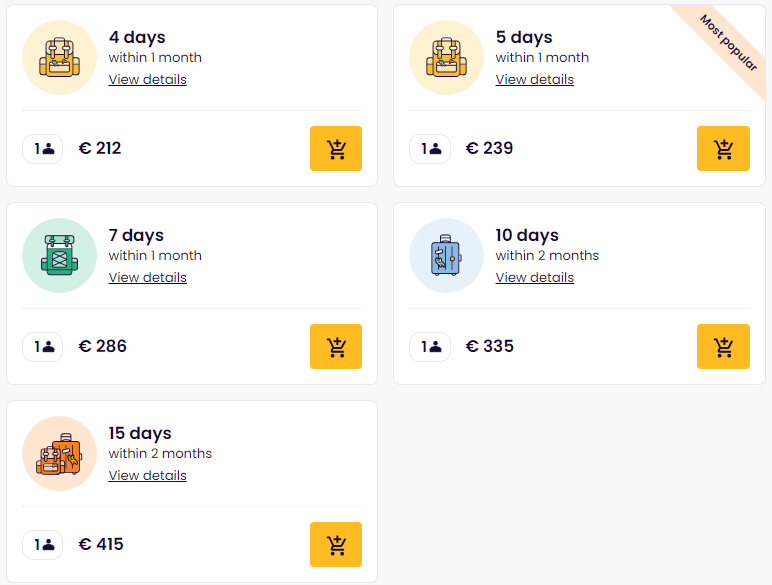 4 days
within 1 month
View details
1
€ 212
5 days
within 1 month
View details
Most popular
1
€ 239
7 days
within 1 month
View details
1
€ 286
10 days
within 2 months
View details
1
€ 335
15 days
within 2 months
View details
1
€ 415